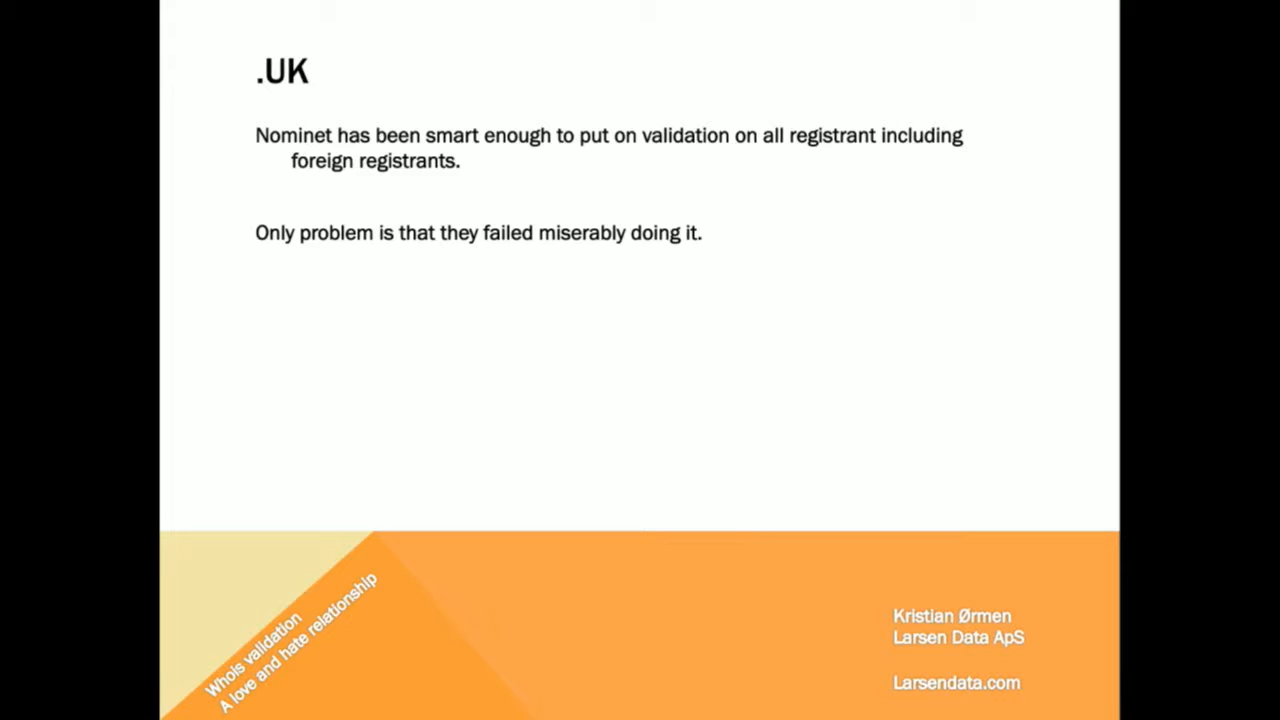 .UK
Nominet has been smart enough to put on validation on all registrant including
foreign registrants.
Only problem is that they failed miserably doing it.
Whois validation
A love and hate relationship
Kristian Ørmen
Larsen Data ApS
Larsendata.com